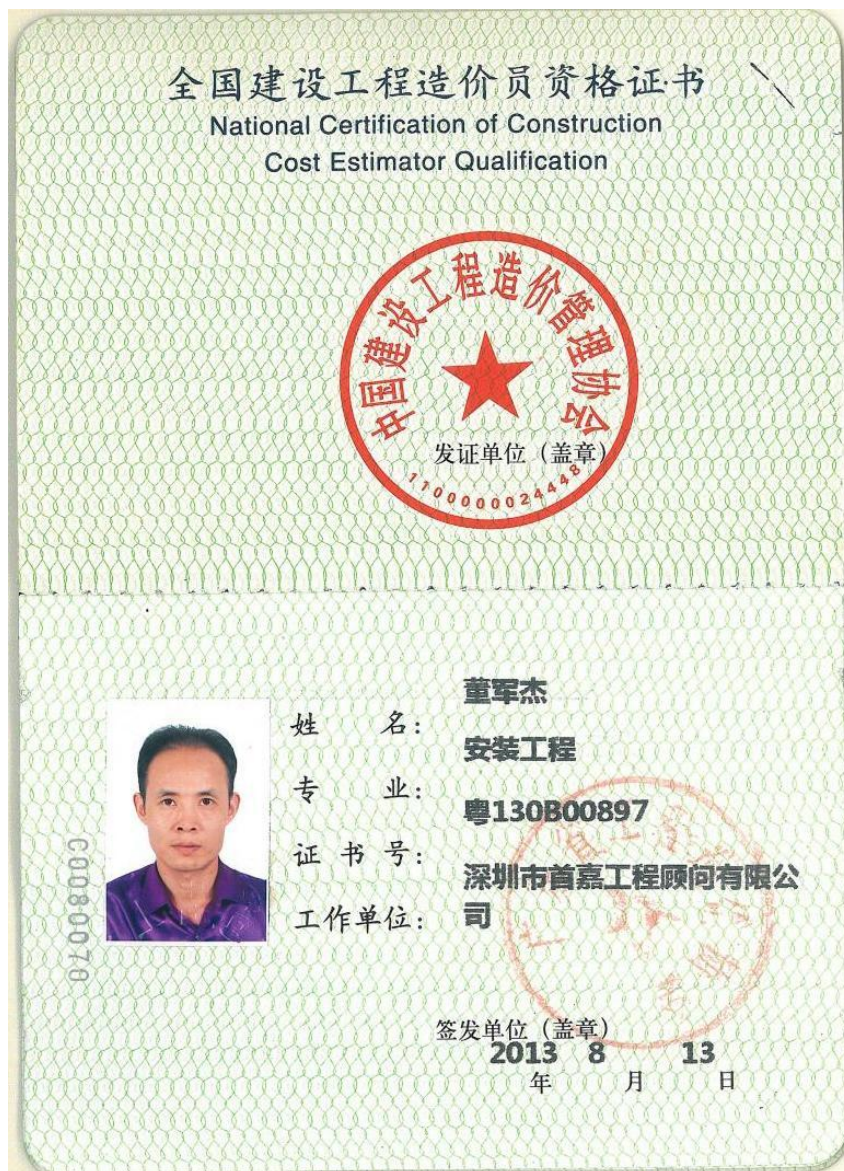 全国建设工程造价员资格证书
National Certification of Construction
Cost Estimator Qualification
中国建设工程造价管理协会
发证单位（盖章）
1100000024448
董军杰
姓 名：
安装工程
专 业：
粤130B00897
证 书 号：
深圳市首嘉工程顾问有限公
工作单位：
司
C0080070
签发单位（盖章）
2013 8 13
年 月 日